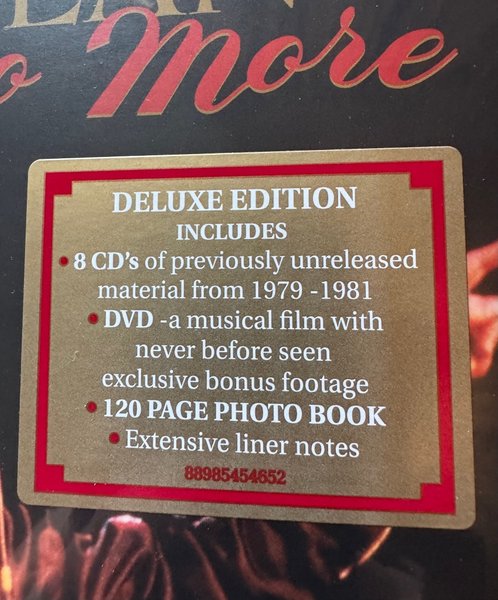 More
DELUXE EDITION
INCLUDES
• 8 CD's of previously unreleased
material from 1979 -1981
• DVD -a musical film with
never before seen
exclusive bonus footage
• 120 PAGE PHOTO BOOK
• Extensive liner notes
88985454652